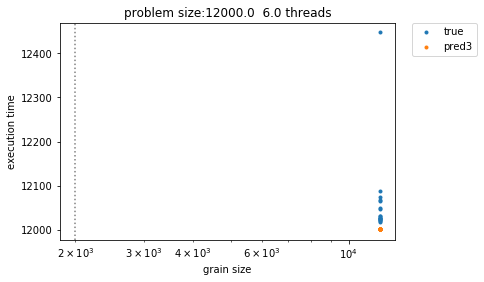 problem size:12000.0 6.0 threads
true
pred3
execution time
12400
12300
12200
12100
12000
2 × 10³
3 × 10³
4 × 10³
6 × 10³
10⁴
grain size